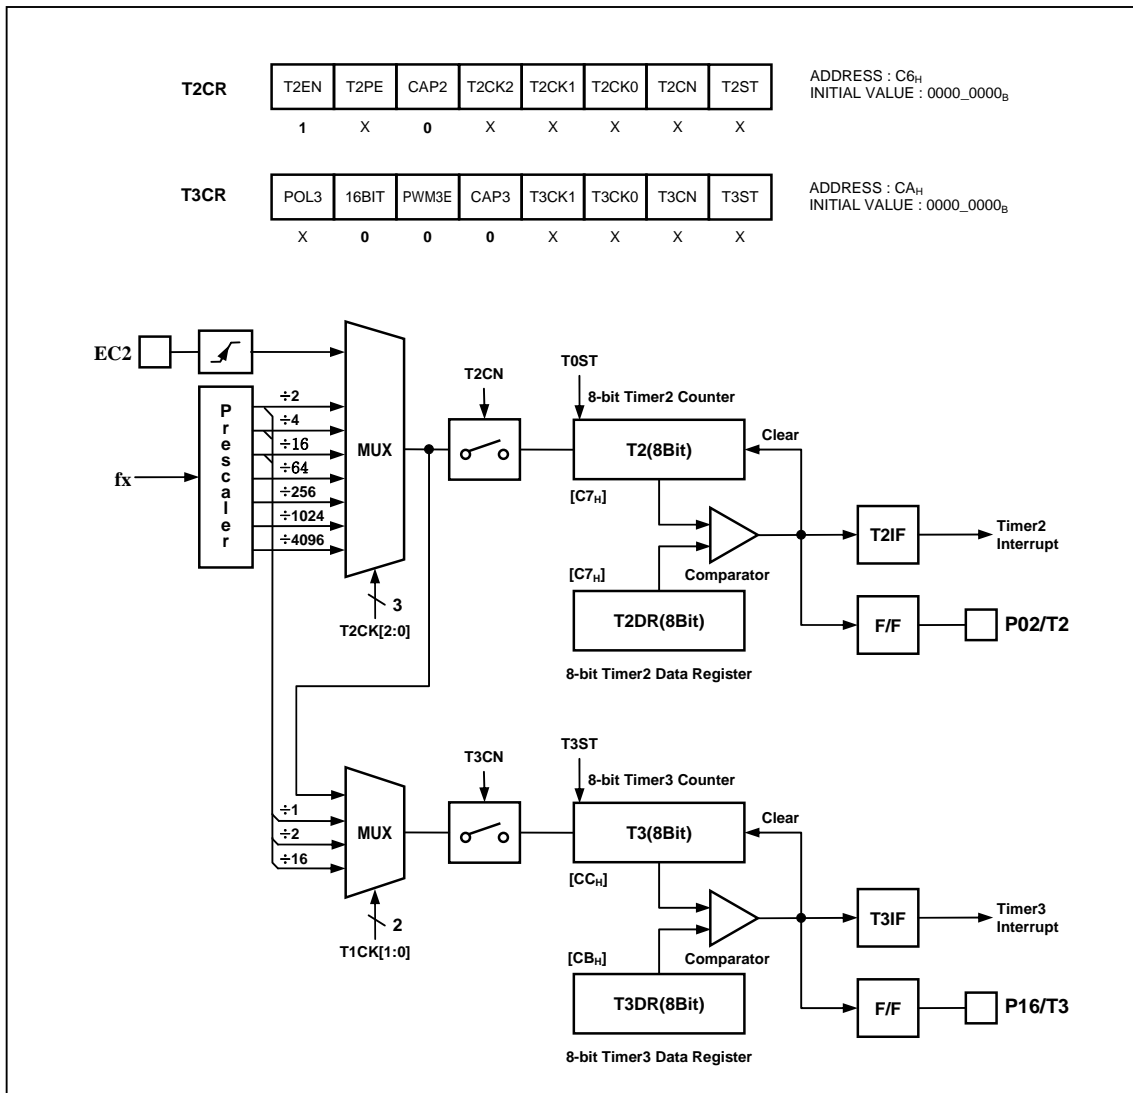 T2CR T2EN T2PE CAP2 T2CK2 T2CK1 T2CK0 T2CN T2ST
ADDRESS : C6H
INITIAL VALUE : 0000_0000B
1 X 0 X X X X X
T3CR POL3 16BIT PWM3E CAP3 T3CK1 T3CK0 T3CN T3ST
ADDRESS : CAH
INITIAL VALUE : 0000_0000B
X 0 0 0 X X X X
EC2
fx
Prescaler
÷2
÷4
÷16
÷64
÷256
÷1024
÷4096
MUX
3
T2CK[2:0]
T2CN
T0ST
8-bit Timer2 Counter
T2(8Bit)
Clear
[C7H]
Comparator
[C7H]
T2DR(8Bit)
8-bit Timer2 Data Register
T2IF
Timer2
Interrupt
F/F
P02/T2
÷1
÷2
÷16
MUX
2
T1CK[1:0]
T3CN
T3ST
8-bit Timer3 Counter
T3(8Bit)
Clear
[CCH]
Comparator
[CBH]
T3DR(8Bit)
8-bit Timer3 Data Register
T3IF
Timer3
Interrupt
F/F
P16/T3